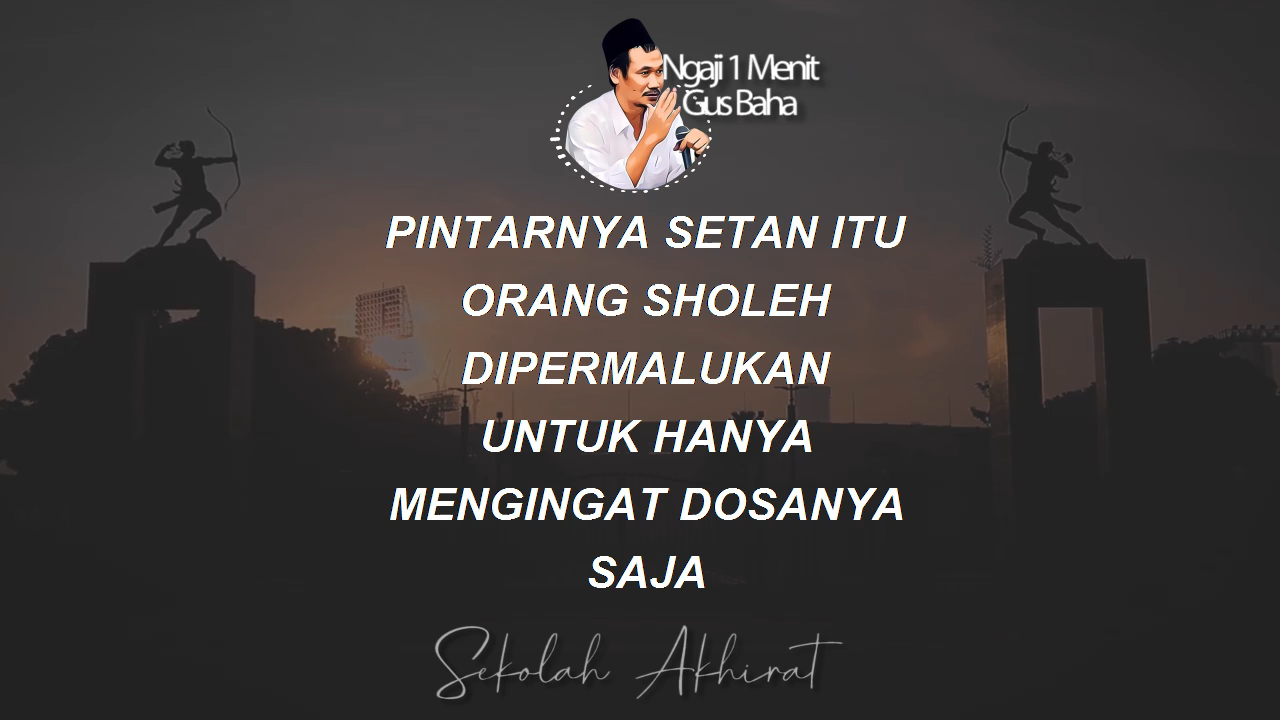 Ngaji 1 Menit
Gus Baha
PINTARNYA SETAN ITU
ORANG SHOLEH
DIPERMALUKAN
UNTUK HANYA
MENGINGAT DOSANYA
SAJA
Sekolah Akhirat